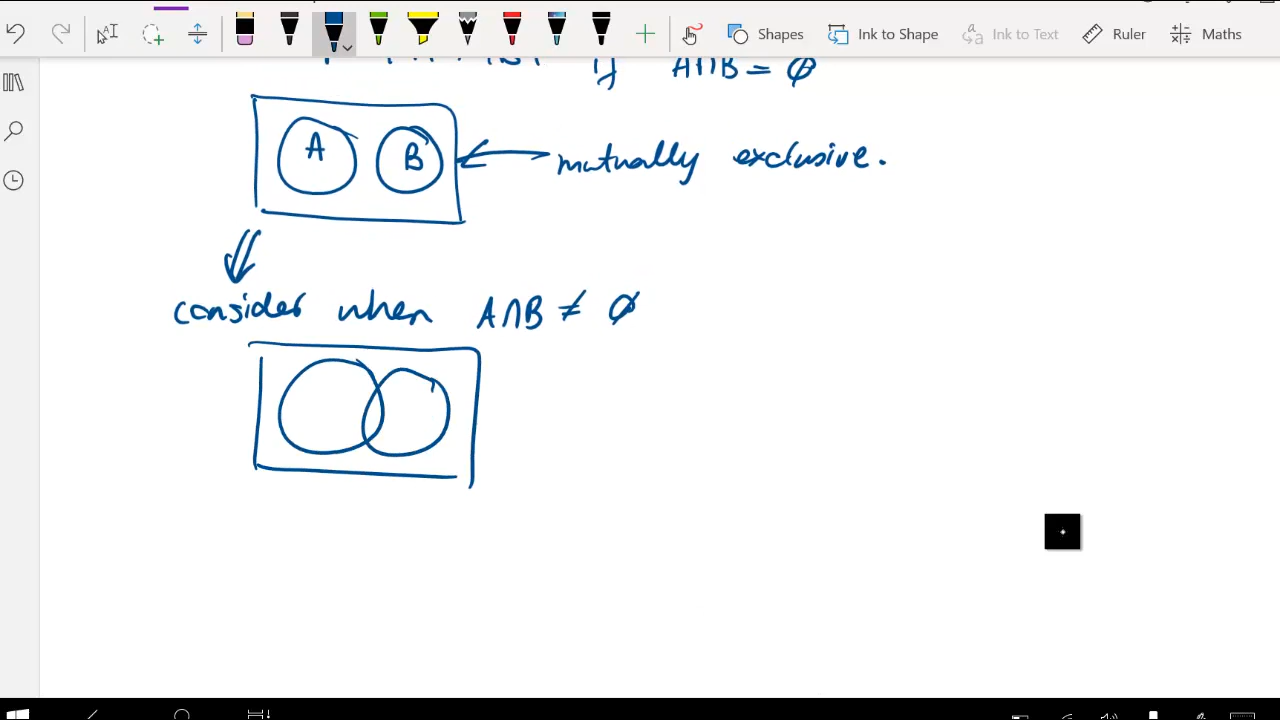 Shapes Ink to Shape Ink to Text Ruler Maths
if A∩B = ∅
A B mutually exclusive.
consider when A∩B ≠ ∅